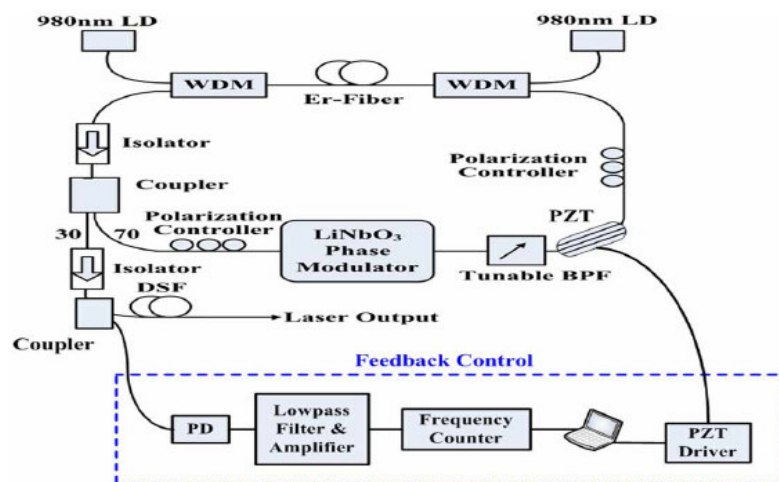 980nm LD
980nm LD
WDM
WDM
Er-Fiber
Isolator
Polarization
Controller
Coupler
PZT
30
70
Polarization
Controller
LiNbO3
Phase
Modulator
Tunable BPF
Isolator
DSF
Laser Output
Coupler
Feedback Control
PD
Lowpass
Filter &
Amplifier
Frequency
Counter
PZT
Driver